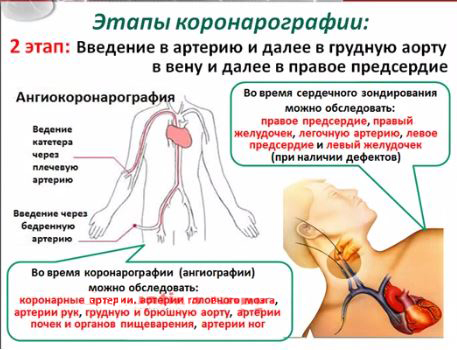 Этапы коронарографии:
2 этап: Введение в артерию и далее в грудную аорту
в вену и далее в правое предсердие
Ангиокоронарография
Ведение
катетера
через
плечевую
артерию
Введение через
бедренную
артерию
Во время сердечного зондирования
можно обследовать:
правое предсердие, правый
желудочек, легочную артерию, левое
предсердие и левый желудочек
(при наличии дефектов)
Во время коронарографии (ангиографии)
можно обследовать:
коронарные артерии, артерии головного мозга,
артерии рук, грудную и брюшную аорту, артерии
почек и органов пищеварения, артерии ног